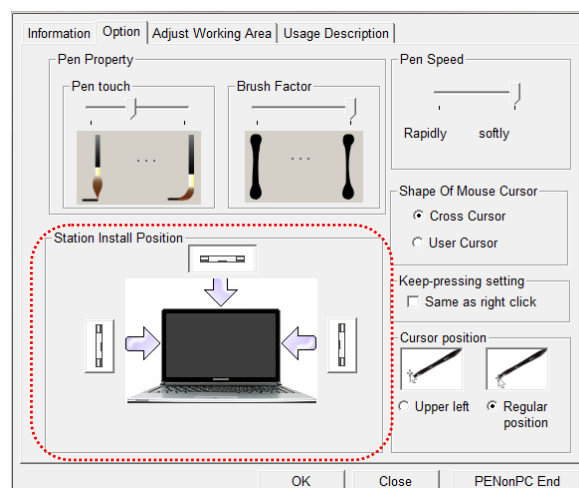 Information Option Adjust Working Area Usage Description
Pen Property
Pen touch
Brush Factor
...
...
Pen Speed
Rapidly softly
Shape Of Mouse Cursor
Cross Cursor
User Cursor
Station Install Position
Keep-pressing setting
Same as right click
Cursor position
Upper left
Regular
position
OK Close PENonPC End